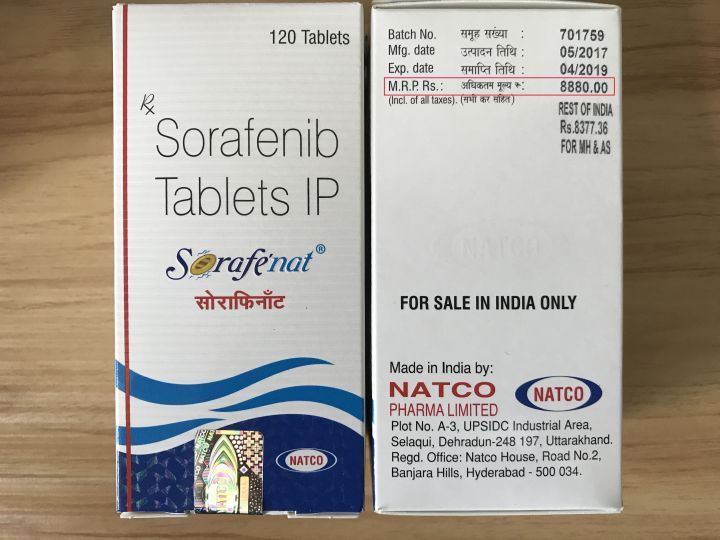 120 Tablets
Rx
Sorafenib
Tablets IP
Sorafenat®
सोराफिनॉंट
NATCO
NATCO
Batch No. समूह संख्या : 701759
Mfg. date उत्पादन तिथि : 05/2017
Exp. date समाप्ति तिथि : 04/2019
M.R.P. Rs.: अधिकतम मूल्य रु: 8880.00
(Incl. of all taxes). (सभी कर सहित)
REST OF INDIA
Rs.8377.36
FOR MH & AS
FOR SALE IN INDIA ONLY
Made in India by:
NATCO
PHARMA LIMITED
NATCO
Plot No. A-3, UPSIDC Industrial Area,
Selaqui, Dehradun-248 197, Uttarakhand.
Regd. Office: Natco House, Road No.2,
Banjara Hills, Hyderabad - 500 034.